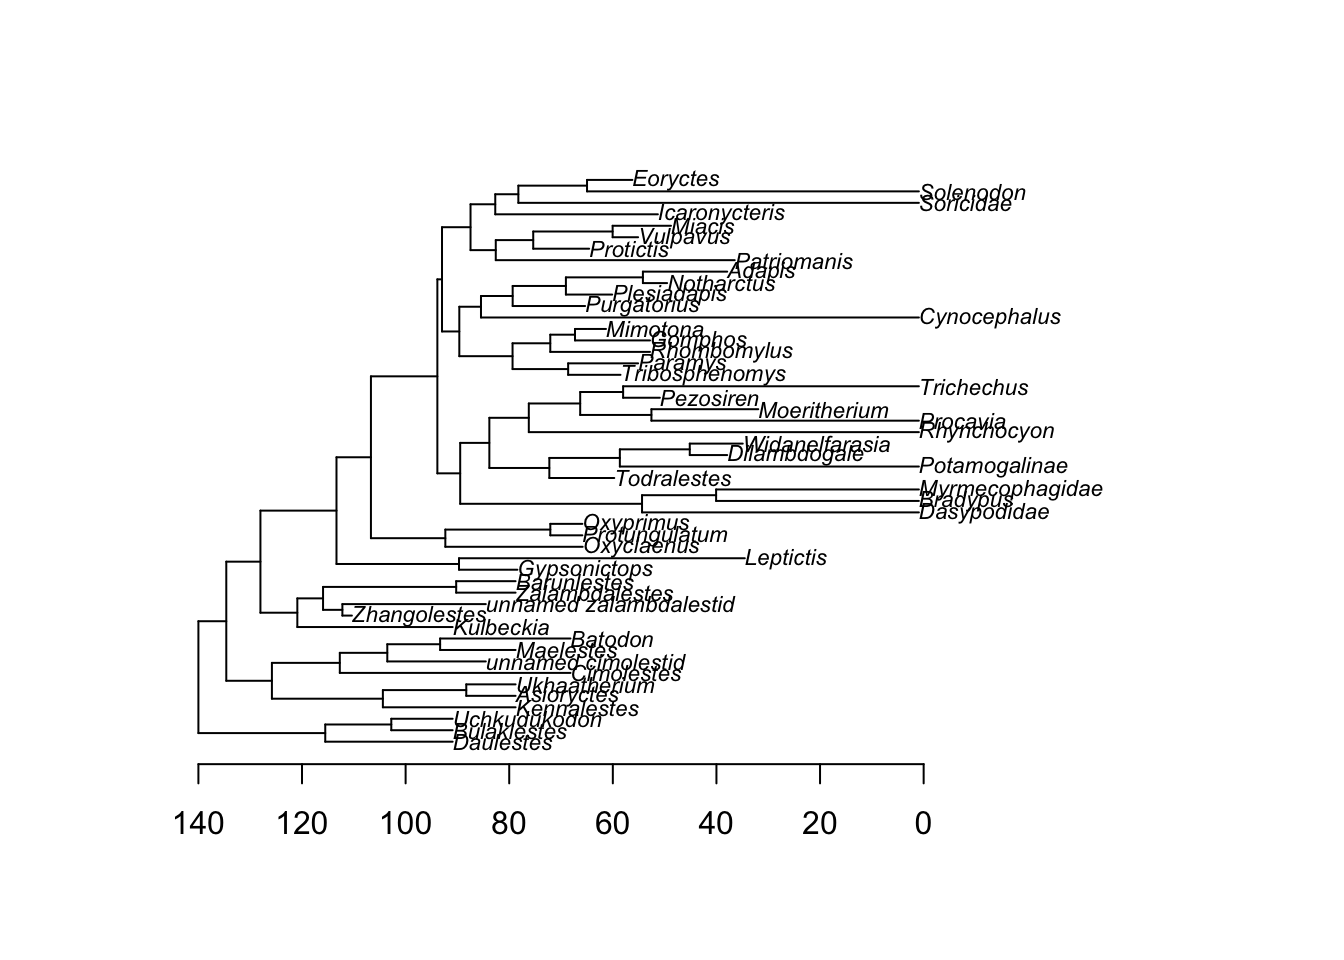 Eoryctes
Solenodon
Soricidae
Icaronycteris
Miacis
Vulpavus
Protictis
Patriomanis
Adapis
Notharctus
Plesiadapis
Purgatorius
Cynocephalus
Mimotona
Gomphos
Rhombomylus
Paramys
Tribosphenomys
Trichechus
Pezosiren
Moeritherium
Procavia
Rhynchocyon
Widanelfarasia
Dilambdogale
Potamogalinae
Todralestes
Myrmecophagidae
Bradypus
Dasypodidae
Oxyprimus
Protungulatum
Oxyclaenus
Leptictis
Gypsonictops
Barunlestes
Zalambdalestes
unnamed zalambdalestid
Zhangolestes
Kulbeckia
Batodon
Maelestes
unnamed cimolestid
Cimolestes
Ukhaatherium
Asioryctes
Kennalestes
Uchkudukodon
Bulaklestes
Daulestes
140 120 100 80 60 40 20 0